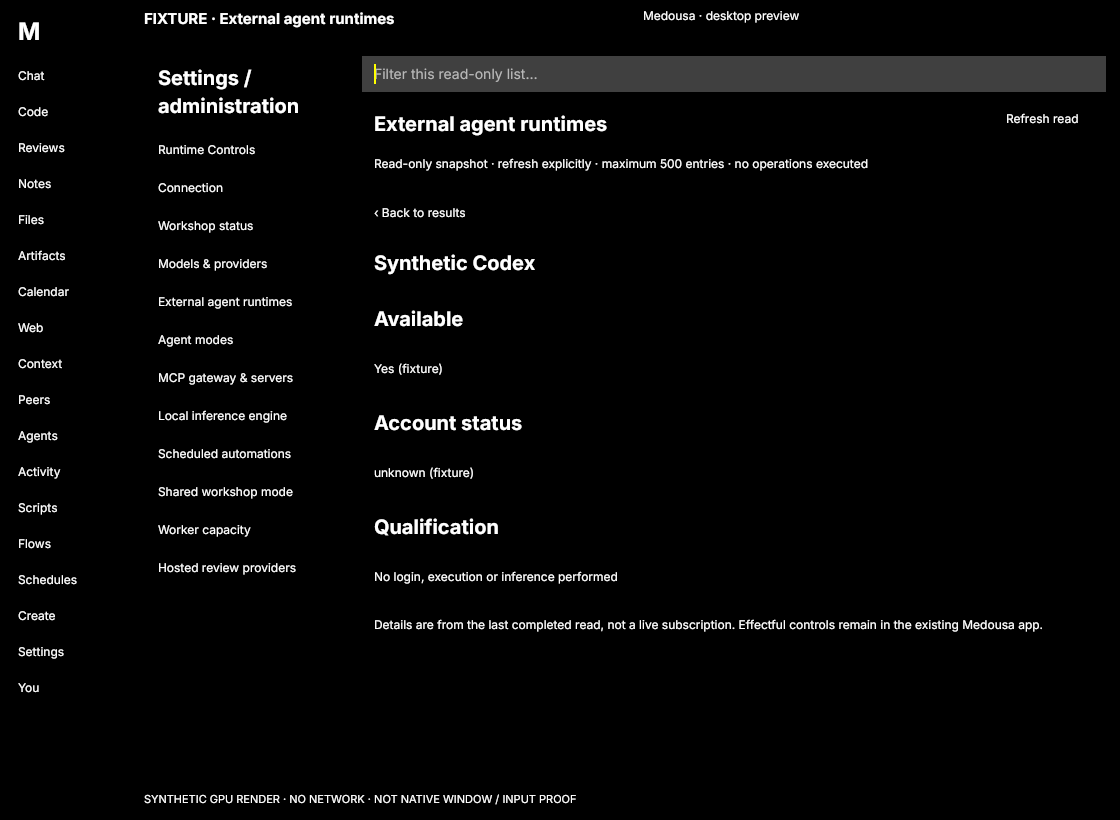 M
FIXTURE · External agent runtimes
Medousa · desktop preview
Chat
Code
Reviews
Notes
Files
Artifacts
Calendar
Web
Context
Peers
Agents
Activity
Scripts
Flows
Schedules
Create
Settings
You
Settings /
administration
Runtime Controls
Connection
Workshop status
Models & providers
External agent runtimes
Agent modes
MCP gateway & servers
Local inference engine
Scheduled automations
Shared workshop mode
Worker capacity
Hosted review providers
Filter this read-only list...
External agent runtimes
Refresh read
Read-only snapshot · refresh explicitly · maximum 500 entries · no operations executed
‹ Back to results
Synthetic Codex
Available
Yes (fixture)
Account status
unknown (fixture)
Qualification
No login, execution or inference performed
Details are from the last completed read, not a live subscription. Effectful controls remain in the existing Medousa app.
SYNTHETIC GPU RENDER · NO NETWORK · NOT NATIVE WINDOW / INPUT PROOF